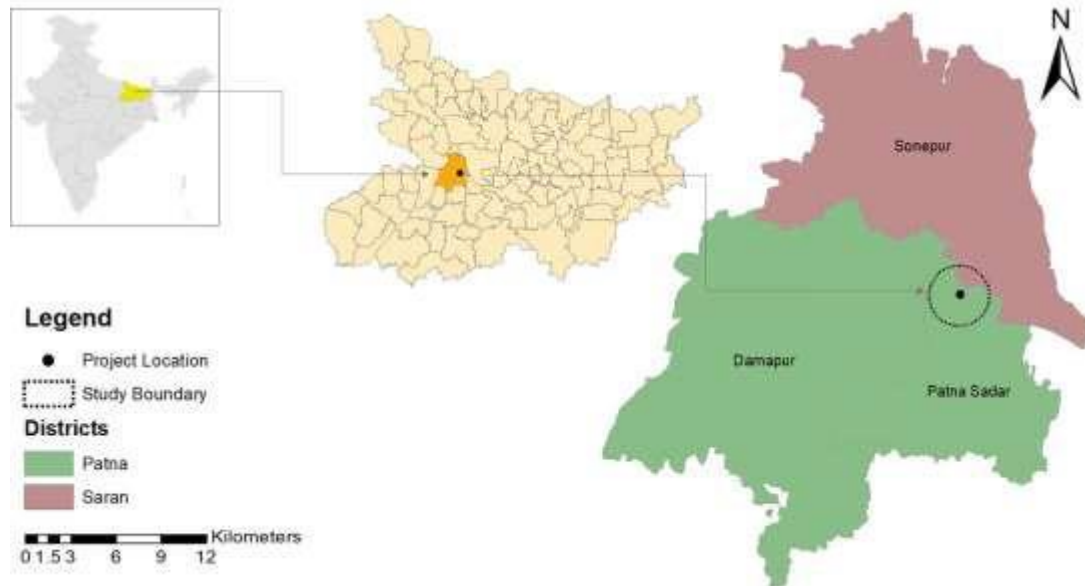 N
Sonepur
Damapur
Patna Sadar
Legend
Project Location
Study Boundary
Districts
Patna
Saran
Kilometers
0 1.5 3 6 9 12